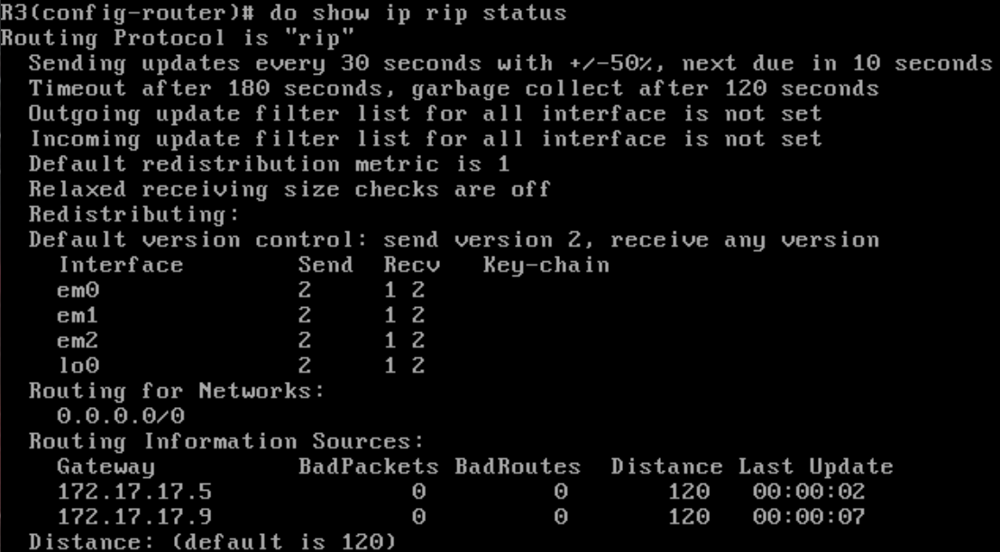 R3(config-router)# do show ip rip status
Routing Protocol is "rip"
  Sending updates every 30 seconds with +/-50%, next due in 10 seconds
  Timeout after 180 seconds, garbage collect after 120 seconds
  Outgoing update filter list for all interface is not set
  Incoming update filter list for all interface is not set
  Default redistribution metric is 1
  Relaxed receiving size checks are off
  Redistributing:
  Default version control: send version 2, receive any version
    Interface        Send  Recv   Key-chain
    em0              2     1 2
    em1              2     1 2
    em2              2     1 2
    lo0              2     1 2
  Routing for Networks:
    0.0.0.0/0
  Routing Information Sources:
    Gateway          BadPackets BadRoutes  Distance Last Update
    172.17.17.5              0         0       120   00:00:02
    172.17.17.9              0         0       120   00:00:07
  Distance: (default is 120)